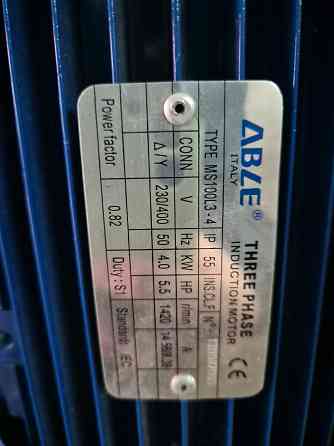 ABLE®
ITALY
THREE PHASE
INDUCTION MOTOR
CE
TYPE MS100L3-4 IP 55 INS.CL F N°
CONN V Hz KW HP r/min A
Δ/Y 230/400 50 4.0 5.5 1420
Power factor 0.82 Duty: S1 Standard: IEC